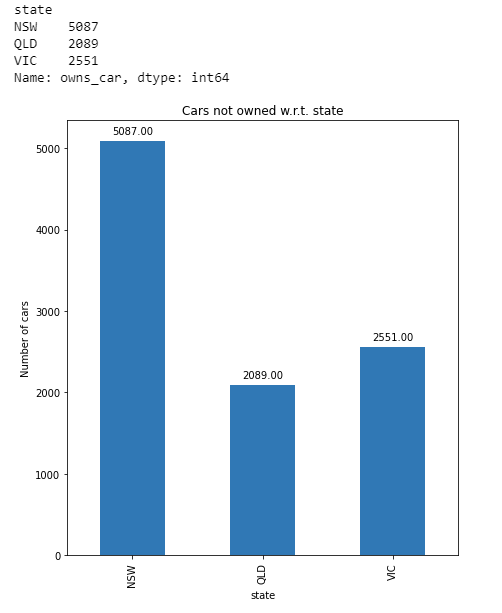 state
NSW    5087
QLD    2089
VIC    2551
Name: owns_car, dtype: int64
Cars not owned w.r.t. state
5087.00
2551.00
2089.00
Number of cars
5000
4000
3000
2000
1000
0
NSW
QLD
VIC
state